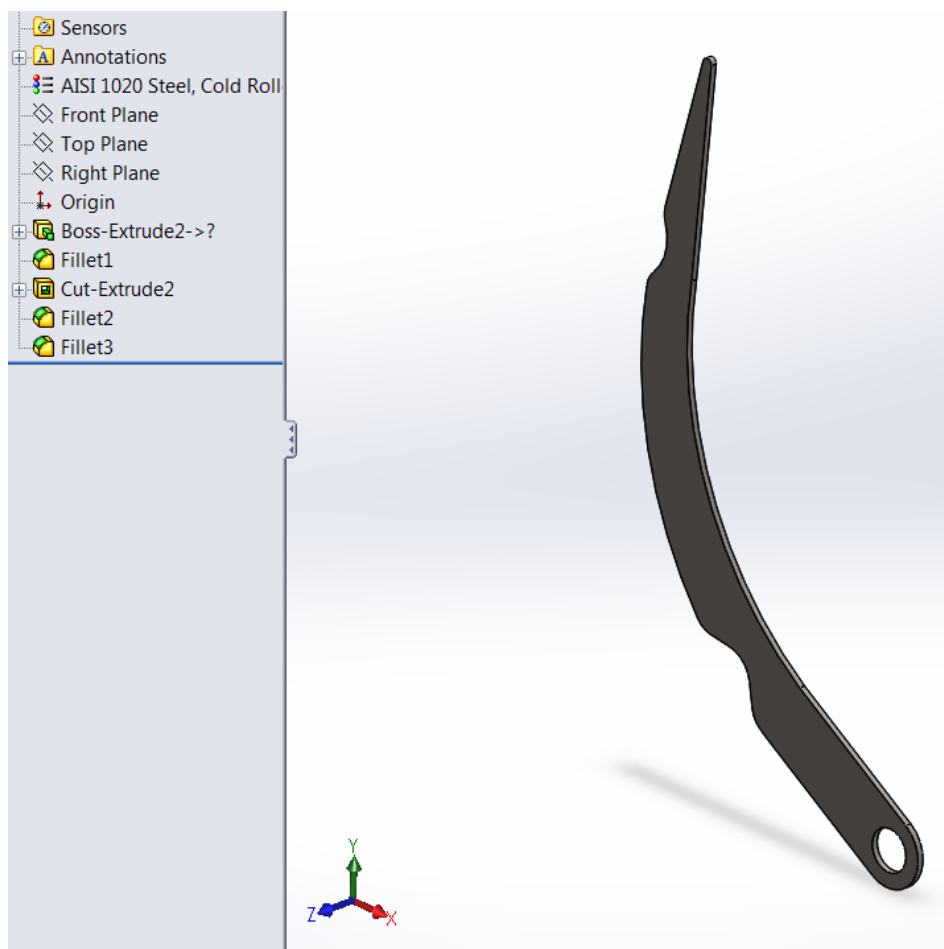 Sensors
A Annotations
AISI 1020 Steel, Cold Roll
Front Plane
Top Plane
Right Plane
Origin
Boss-Extrude2->?
Fillet1
Cut-Extrude2
Fillet2
Fillet3
Y
Z X